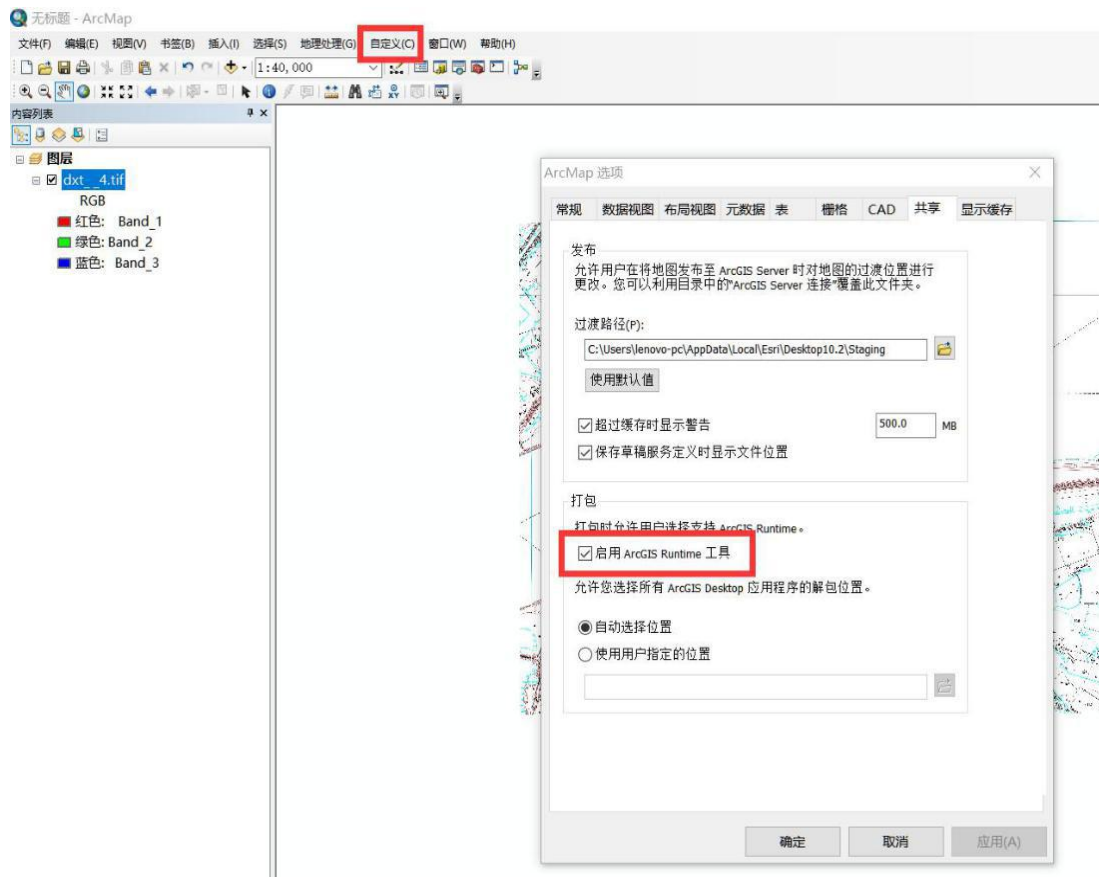 无标题 - ArcMap
文件(F) 编辑(E) 视图(V) 书签(B) 插入(I) 选择(S) 地理处理(G) 自定义(C) 窗口(W) 帮助(H)
1:40,000
内容列表
图层
dxt__4.tif
RGB
红色: Band_1
绿色: Band_2
蓝色: Band_3
ArcMap 选项
常规 数据视图 布局视图 元数据 表 栅格 CAD 共享 显示缓存
发布
允许用户在将地图发布至 ArcGIS Server 时对地图的过渡位置进行
更改。您可以利用目录中的"ArcGIS Server 连接"覆盖此文件夹。
过渡路径(P):
C:\Users\lenovo-pc\AppData\Local\Esri\Desktop10.2\Staging
使用默认值
超过缓存时显示警告 500.0 MB
保存草稿服务定义时显示文件位置
打包
打包时允许用户选择支持 ArcGIS Runtime。
启用 ArcGIS Runtime 工具
允许您选择所有 ArcGIS Desktop 应用程序的解包位置。
自动选择位置
使用用户指定的位置
确定 取消 应用(A)